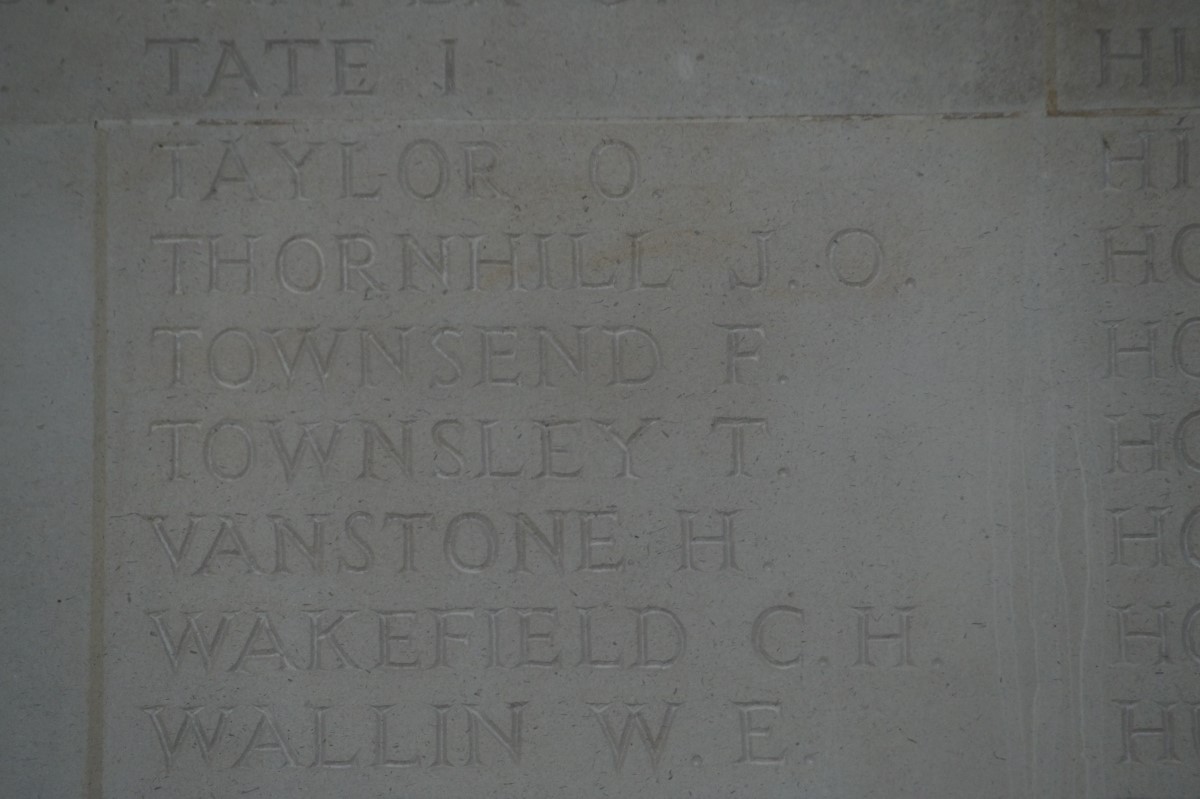 TATE J
TAYLOR O
THORNHILL J.O.
TOWNSEND F.
TOWNSLEY T.
VANSTONE H.
WAKEFIELD C.H.
WALLIN W.E.